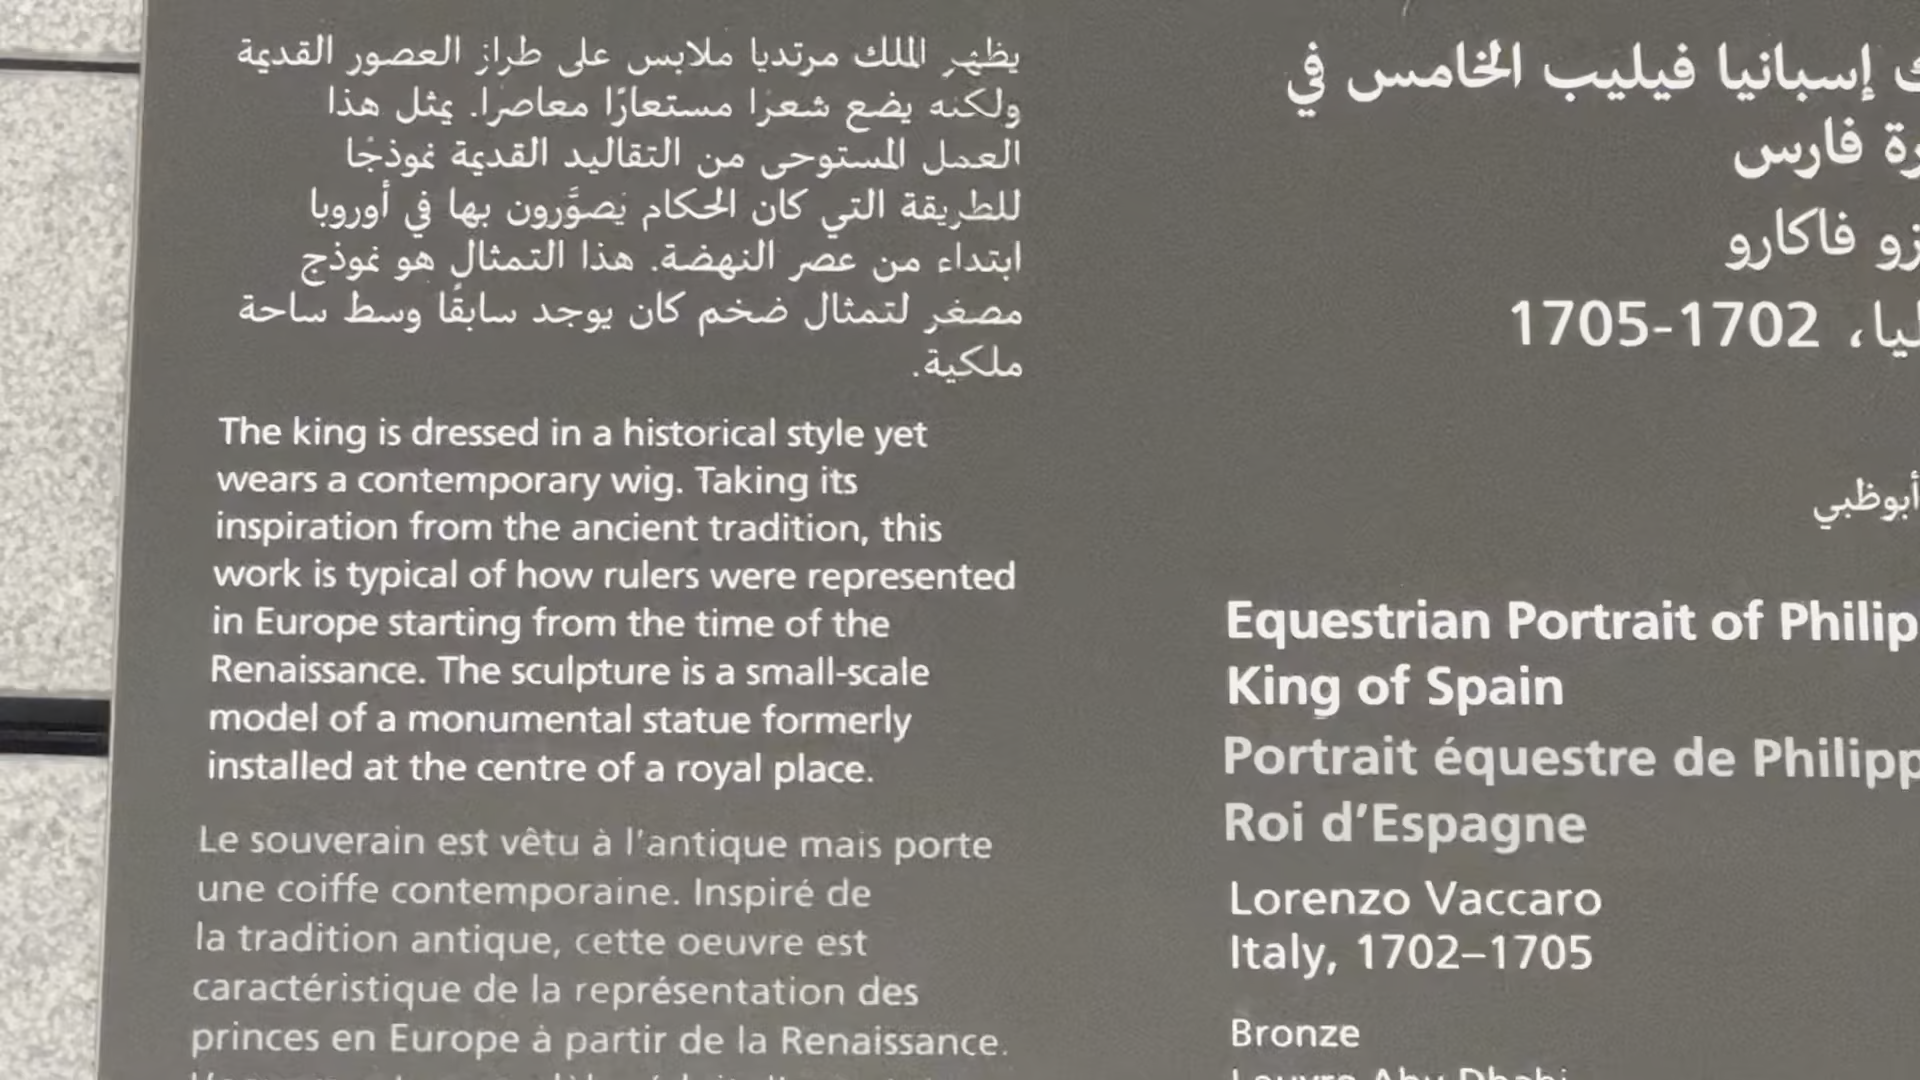 يظهر الملك مرتديا ملابس على طراز العصور القديمة
ولكنه يضع شعرا مستعارًا معاصرا. يمثل هذا
العمل المستوحى من التقاليد القديمة نموذجًا
للطريقة التي كان الحكام يُصوَّرون بها في أوروبا
ابتداء من عصر النهضة. هذا التمثال هو نموذج
مصغر لتمثال ضخم كان يوجد سابقًا وسط ساحة
ملكية.
The king is dressed in a historical style yet
wears a contemporary wig. Taking its
inspiration from the ancient tradition, this
work is typical of how rulers were represented
in Europe starting from the time of the
Renaissance. The sculpture is a small-scale
model of a monumental statue formerly
installed at the centre of a royal place.
Le souverain est vêtu à l'antique mais porte
une coiffe contemporaine. Inspiré de
la tradition antique, cette oeuvre est
caractéristique de la représentation des
princes en Europe à partir de la Renaissance.
إسبانيا فيليب الخامس في
فارس
فاكارو
1705-1702
أبوظبي
Equestrian Portrait of Philip
King of Spain
Portrait équestre de Philipp
Roi d'Espagne
Lorenzo Vaccaro
Italy, 1702–1705
Bronze
Louvre Abu Dhabi